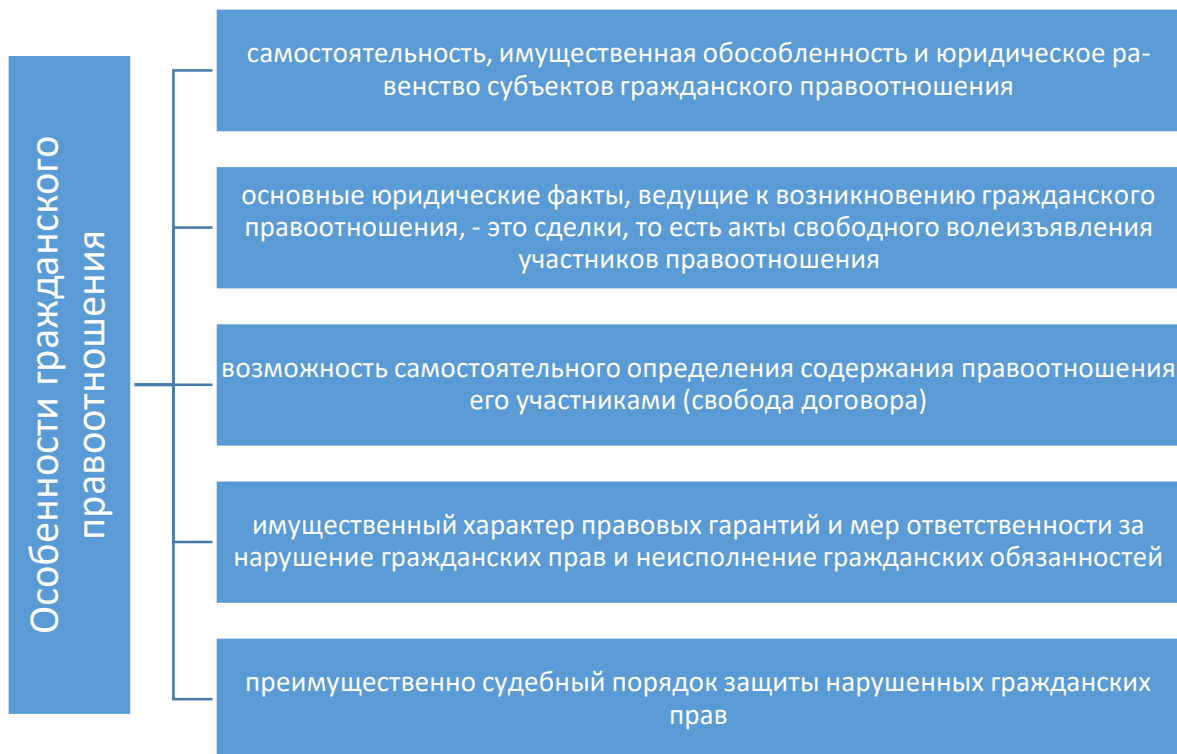 Особенности гражданского
правоотношения
самостоятельность, имущественная обособленность и юридическое ра-
венство субъектов гражданского правоотношения
основные юридические факты, ведущие к возникновению гражданского
правоотношения, - это сделки, то есть акты свободного волеизъявления
участников правоотношения
возможность самостоятельного определения содержания правоотношения
его участниками (свобода договора)
имущественный характер правовых гарантий и мер ответственности за
нарушение гражданских прав и неисполнение гражданских обязанностей
преимущественно судебный порядок защиты нарушенных гражданских
прав